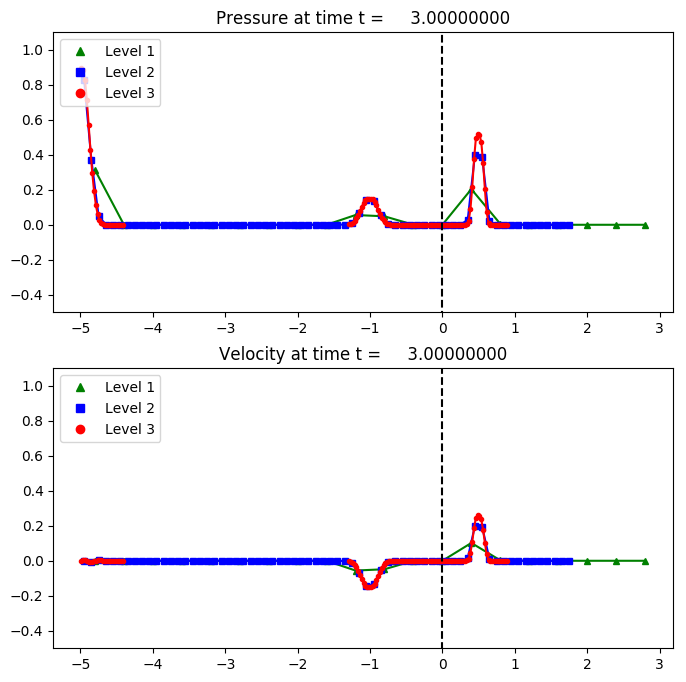 Pressure at time t =     3.00000000
1.0
0.8
0.6
0.4
0.2
0.0
−0.2
−0.4
Level 1
Level 2
Level 3
−5 −4 −3 −2 −1 0 1 2 3
Velocity at time t =     3.00000000
1.0
0.8
0.6
0.4
0.2
0.0
−0.2
−0.4
Level 1
Level 2
Level 3
−5 −4 −3 −2 −1 0 1 2 3